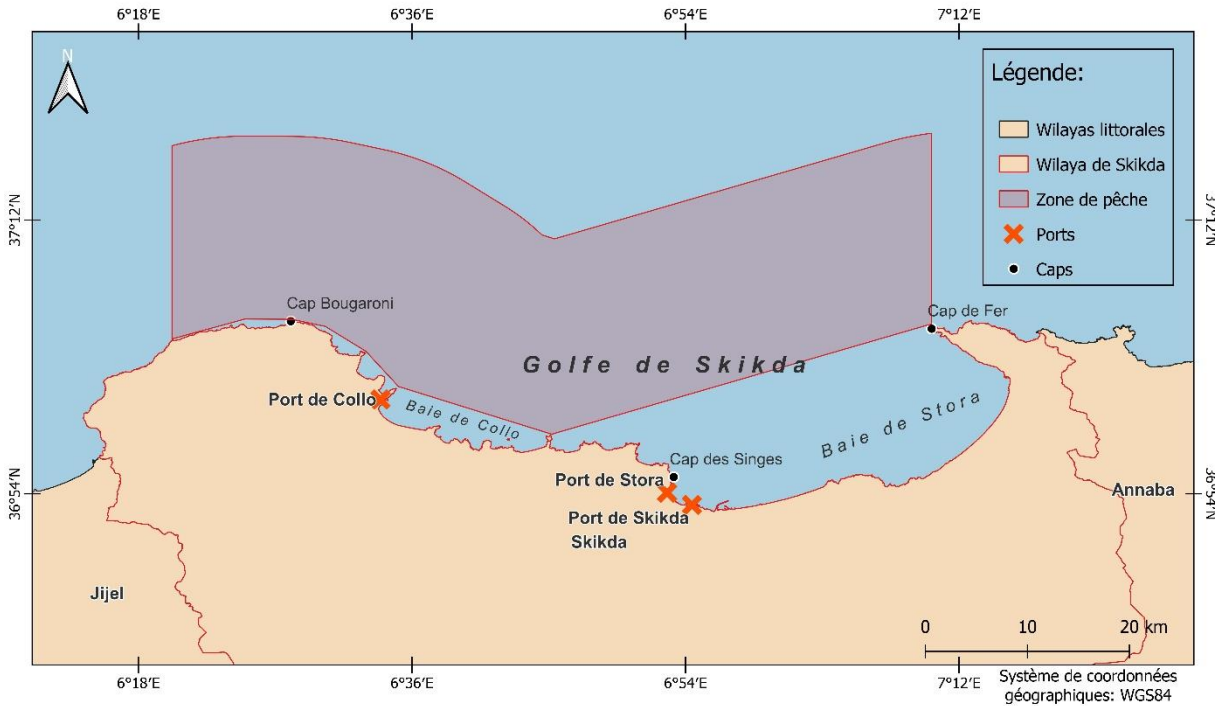 6°18'E
6°36'E
6°54'E
7°12'E
N
Légende:
Wilayas littorales
Wilaya de Skikda
Zone de pêche
Ports
Caps
37°12'N
37°12'N
Cap Bougaroni
Cap de Fer
Golfe de Skikda
Port de Collo
Baie de Collo
Baie de Stora
Cap des Singes
Port de Stora
36°54'N
36°54'N
Annaba
Port de Skikda
Skikda
Jijel
0 10 20 km
6°18'E
6°36'E
6°54'E
7°12'E
Système de coordonnées
géographiques: WGS84